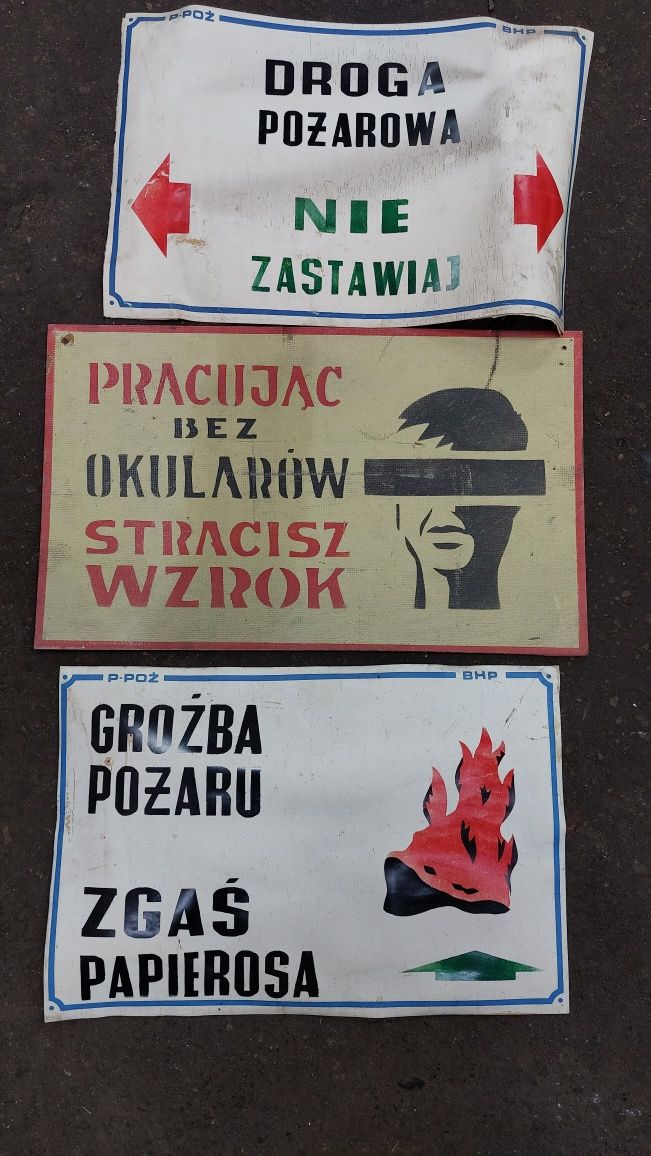 P-POŻ BHP
DROGA
POŻAROWA
NIE
ZASTAWIAJ
PRACUJĄC
BEZ
OKULARÓW
STRACISZ
WZROK
P-POŻ BHP
GROŹBA
POŻARU
ZGAŚ
PAPIEROSA